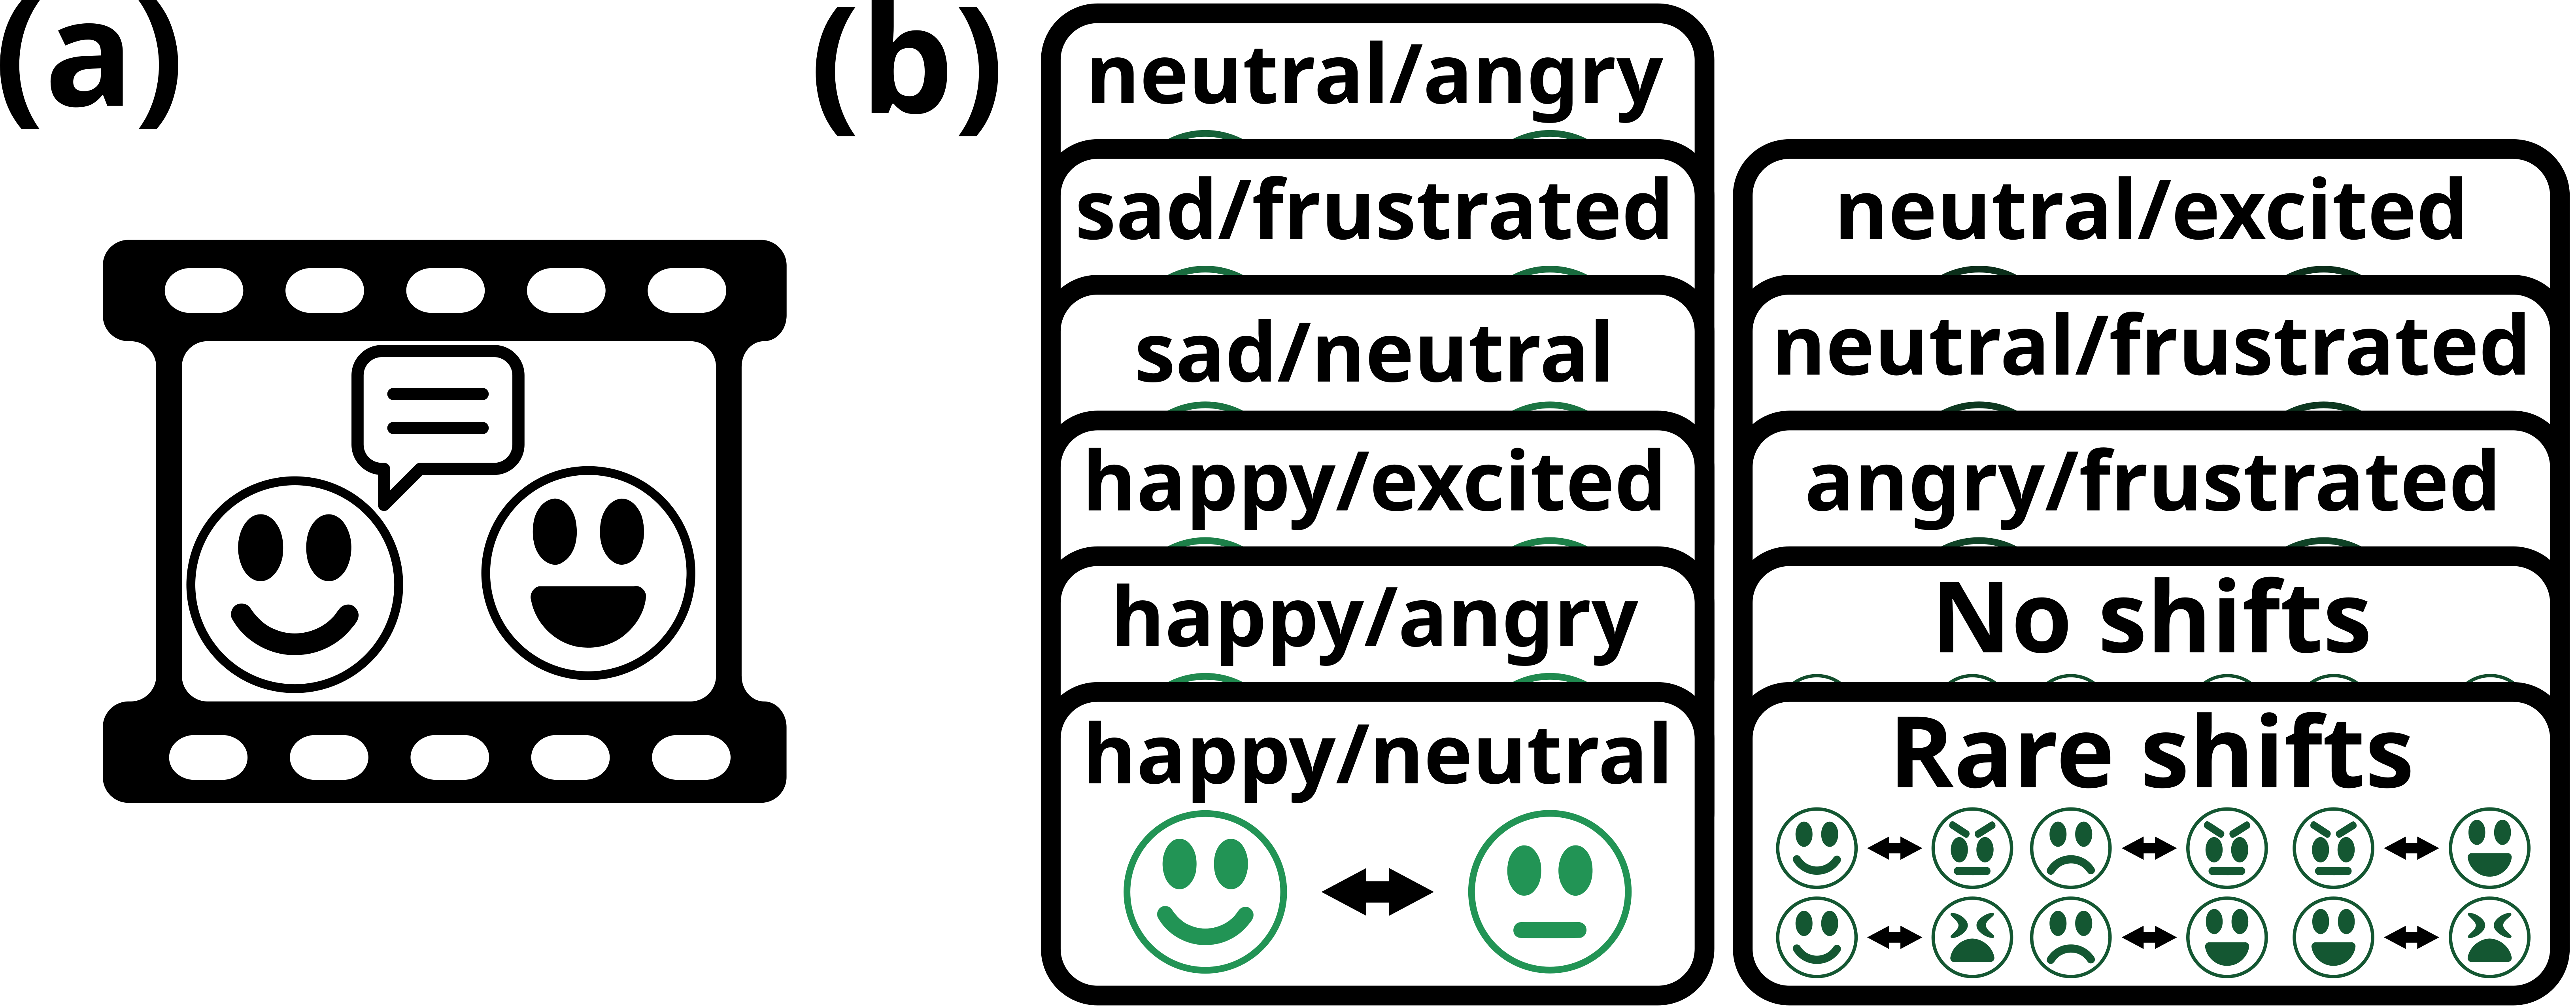 (a)
(b)
neutral/angry
sad/frustrated
sad/neutral
happy/excited
happy/angry
happy/neutral
neutral/excited
neutral/frustrated
angry/frustrated
No shifts
Rare shifts